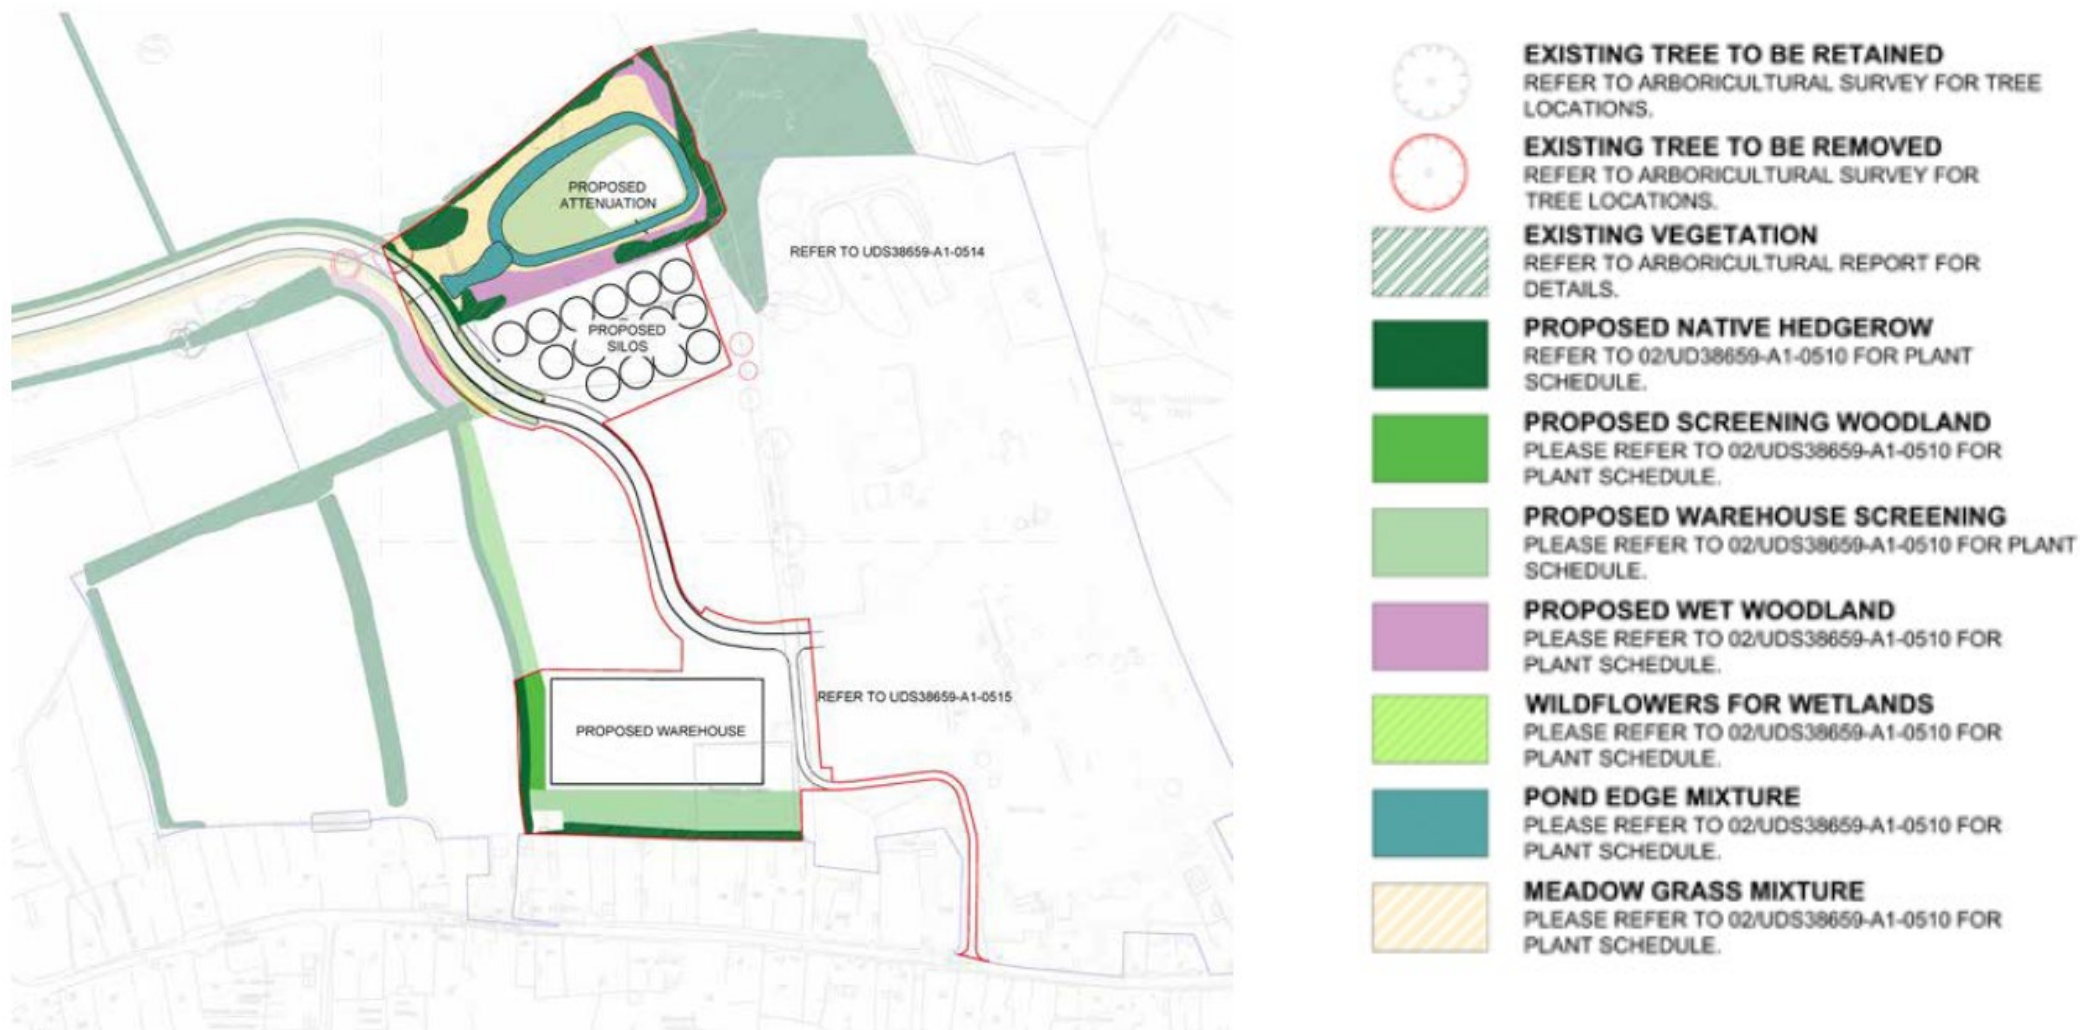 PROPOSED
ATTENUATION
REFER TO UDS38659-A1-0514
PROPOSED
SILOS
REFER TO UDS38659-A1-0515
PROPOSED WAREHOUSE
EXISTING TREE TO BE RETAINED
REFER TO ARBORICULTURAL SURVEY FOR TREE
LOCATIONS.
EXISTING TREE TO BE REMOVED
REFER TO ARBORICULTURAL SURVEY FOR
TREE LOCATIONS.
EXISTING VEGETATION
REFER TO ARBORICULTURAL REPORT FOR
DETAILS.
PROPOSED NATIVE HEDGEROW
REFER TO 02/UD38659-A1-0510 FOR PLANT
SCHEDULE.
PROPOSED SCREENING WOODLAND
PLEASE REFER TO 02/UDS38659-A1-0510 FOR
PLANT SCHEDULE.
PROPOSED WAREHOUSE SCREENING
PLEASE REFER TO 02/UDS38659-A1-0510 FOR PLANT
SCHEDULE.
PROPOSED WET WOODLAND
PLEASE REFER TO 02/UDS38659-A1-0510 FOR
PLANT SCHEDULE.
WILDFLOWERS FOR WETLANDS
PLEASE REFER TO 02/UDS38659-A1-0510 FOR
PLANT SCHEDULE.
POND EDGE MIXTURE
PLEASE REFER TO 02/UDS38659-A1-0510 FOR
PLANT SCHEDULE.
MEADOW GRASS MIXTURE
PLEASE REFER TO 02/UDS38659-A1-0510 FOR
PLANT SCHEDULE.